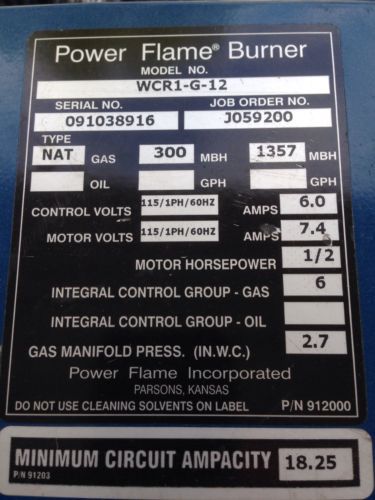 Power Flame® Burner
MODEL NO.
WCR1-G-12
SERIAL NO. JOB ORDER NO.
091038916 J059200
TYPE
NAT GAS 300 MBH 1357 MBH
OIL GPH GPH
CONTROL VOLTS 115/1PH/60HZ AMPS 6.0
MOTOR VOLTS 115/1PH/60HZ AMPS 7.4
MOTOR HORSEPOWER 1/2
INTEGRAL CONTROL GROUP - GAS 6
INTEGRAL CONTROL GROUP - OIL
GAS MANIFOLD PRESS. (IN.W.C.) 2.7
Power Flame Incorporated
PARSONS, KANSAS
DO NOT USE CLEANING SOLVENTS ON LABEL P/N 912000
MINIMUM CIRCUIT AMPACITY 18.25
P/N 91203